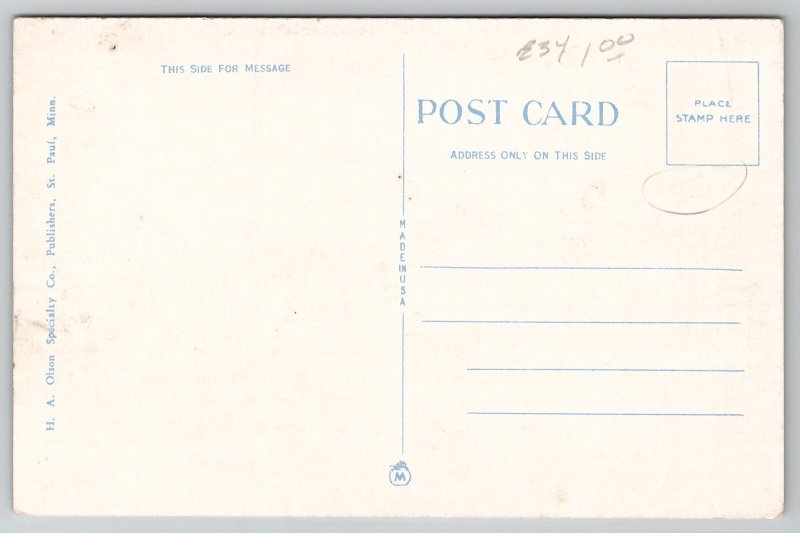 E34-1 00
THIS SIDE FOR MESSAGE
POST CARD
PLACE
STAMP HERE
ADDRESS ONLY ON THIS SIDE
H. A. Olson Specialty Co., Publishers, St. Paul, Minn.
MADE IN USA
M